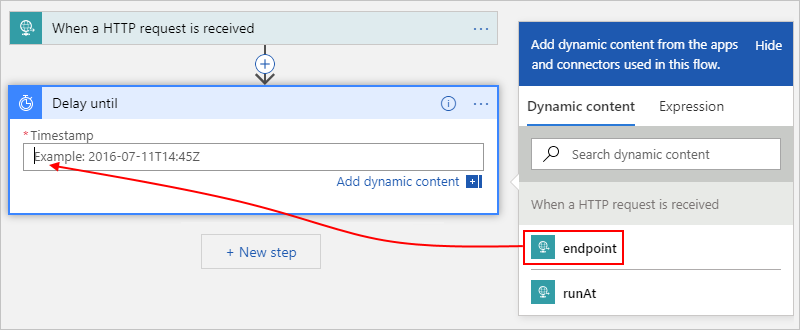 When a HTTP request is received
...
Delay until
...
* Timestamp
Example: 2016-07-11T14:45Z
Add dynamic content
+ New step
Add dynamic content from the apps
and connectors used in this flow.
Hide
Dynamic content
Expression
Search dynamic content
When a HTTP request is received
endpoint
runAt